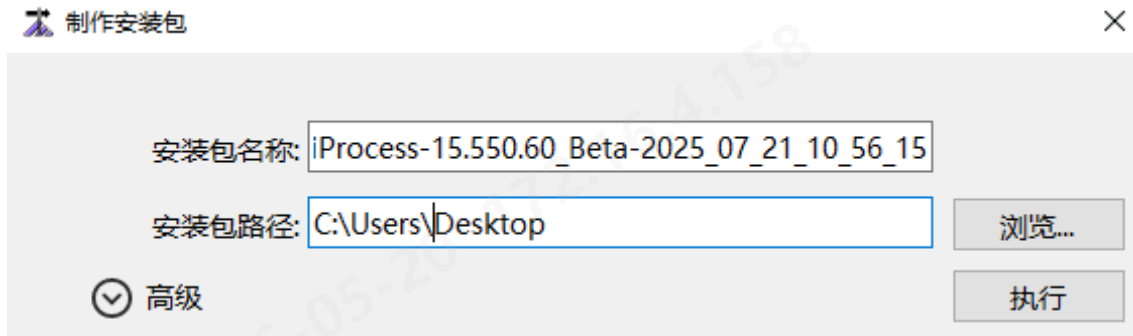 制作安装包
安装包名称: iProcess-15.550.60_Beta-2025_07_21_10_56_15
安装包路径: C:\Users\Desktop 浏览...
高级 执行